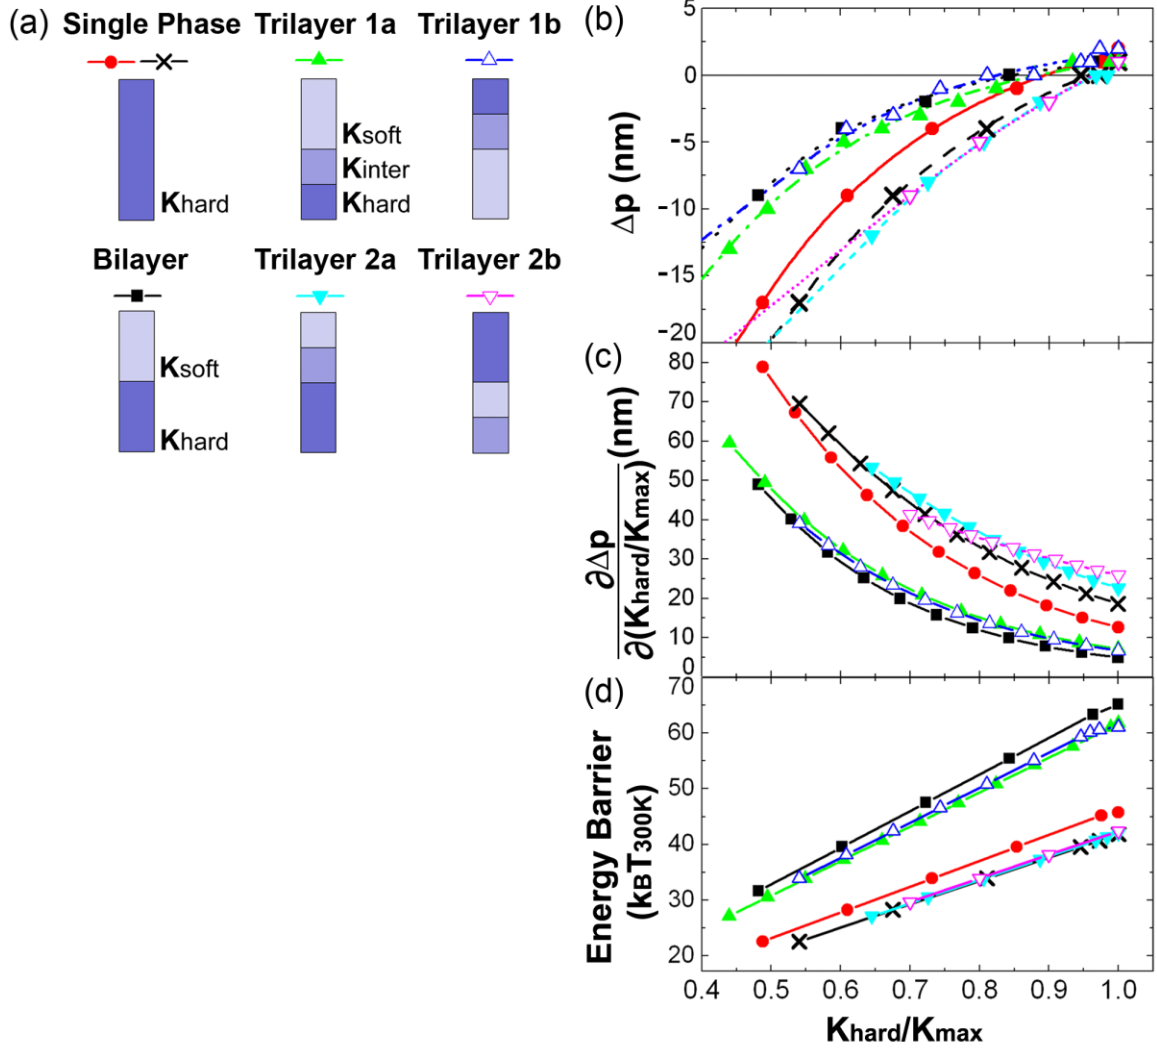 (a) Single Phase Trilayer 1a Trilayer 1b
Ksoft
Kinter
Khard Khard
Bilayer Trilayer 2a Trilayer 2b
Ksoft
Khard
(b)
5
0
-5
-10
-15
-20
Δp (nm)
(c)
80
70
60
50
40
30
20
10
0
∂Δp
∂(Khard/Kmax)
(nm)
(d)
70
60
50
40
30
20
Energy Barrier
(kBT300K)
0.4 0.5 0.6 0.7 0.8 0.9 1.0
Khard/Kmax